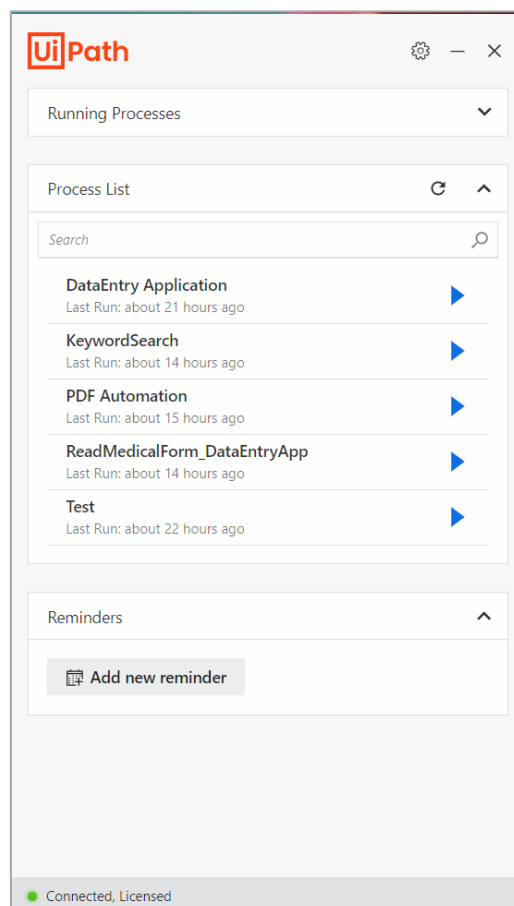 UiPath
Running Processes
Process List
Search
DataEntry Application
Last Run: about 21 hours ago
KeywordSearch
Last Run: about 14 hours ago
PDF Automation
Last Run: about 15 hours ago
ReadMedicalForm_DataEntryApp
Last Run: about 14 hours ago
Test
Last Run: about 22 hours ago
Reminders
Add new reminder
Connected, Licensed